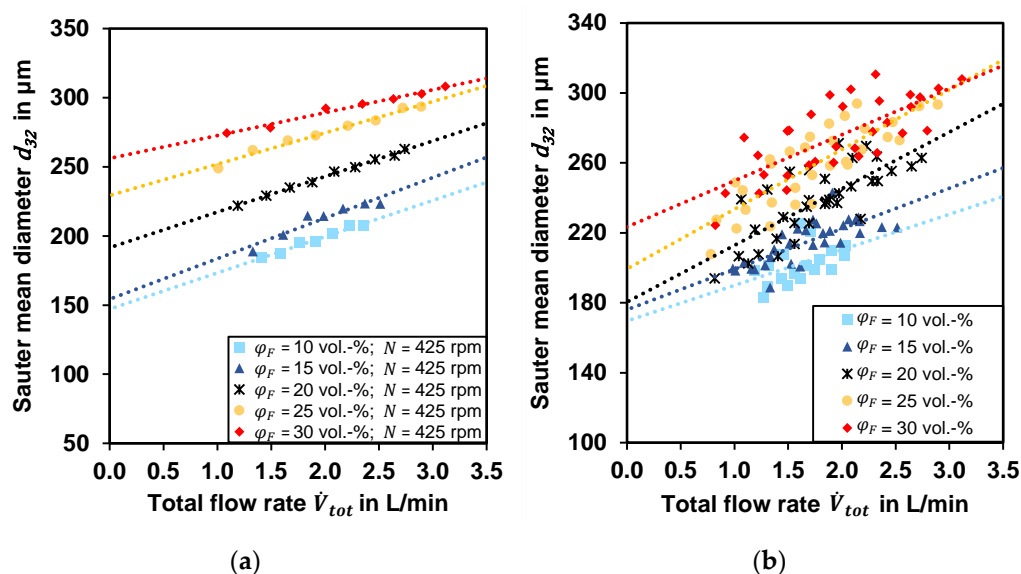 350
300
250
200
150
100
50
0.0 0.5 1.0 1.5 2.0 2.5 3.0 3.5
Sauter mean diameter d32 in µm
Total flow rate V̇tot in L/min
φF = 10 vol.-%; N = 425 rpm
φF = 15 vol.-%; N = 425 rpm
φF = 20 vol.-%; N = 425 rpm
φF = 25 vol.-%; N = 425 rpm
φF = 30 vol.-%; N = 425 rpm
(a)
340
300
260
220
180
140
100
0.0 0.5 1.0 1.5 2.0 2.5 3.0 3.5
Sauter mean diameter d32 in µm
Total flow rate V̇tot in L/min
φF = 10 vol.-%
φF = 15 vol.-%
φF = 20 vol.-%
φF = 25 vol.-%
φF = 30 vol.-%
(b)